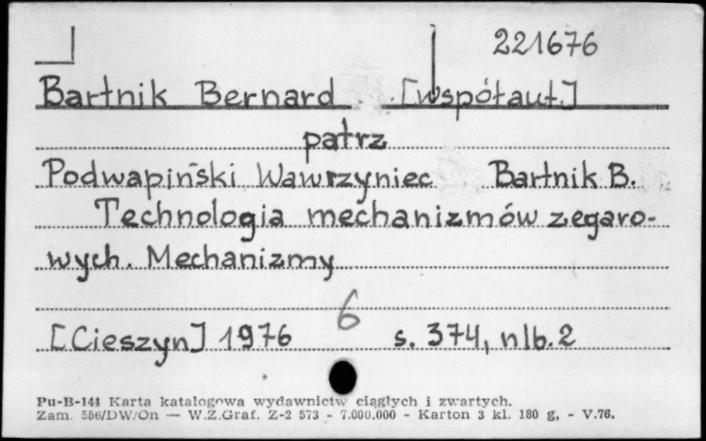 221676
Bartnik Bernard [współaut.]
patrz
Podwapiński Wawrzyniec Bartnik B.
Technologia mechanizmów zegaro-
wych. Mechanizmy
6
[Cieszyn] 1976 s. 374, nlb. 2
Pu-B-144 Karta katalogowa wydawnictw ciągłych i zwartych.
Zam. 556/DW/On — W.Z.Graf. Z-2 573 - 7.000.000 - Karton 3 kl. 180 g, - V.76.